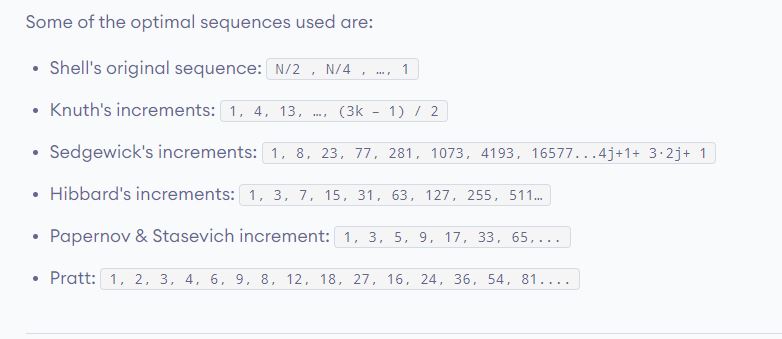 Some of the optimal sequences used are:
• Shell's original sequence: N/2 , N/4 , …, 1
• Knuth's increments: 1, 4, 13, …, (3k – 1) / 2
• Sedgewick's increments: 1, 8, 23, 77, 281, 1073, 4193, 16577...4j+1+ 3·2j+ 1
• Hibbard's increments: 1, 3, 7, 15, 31, 63, 127, 255, 511…
• Papernov & Stasevich increment: 1, 3, 5, 9, 17, 33, 65,...
• Pratt: 1, 2, 3, 4, 6, 9, 8, 12, 18, 27, 16, 24, 36, 54, 81....